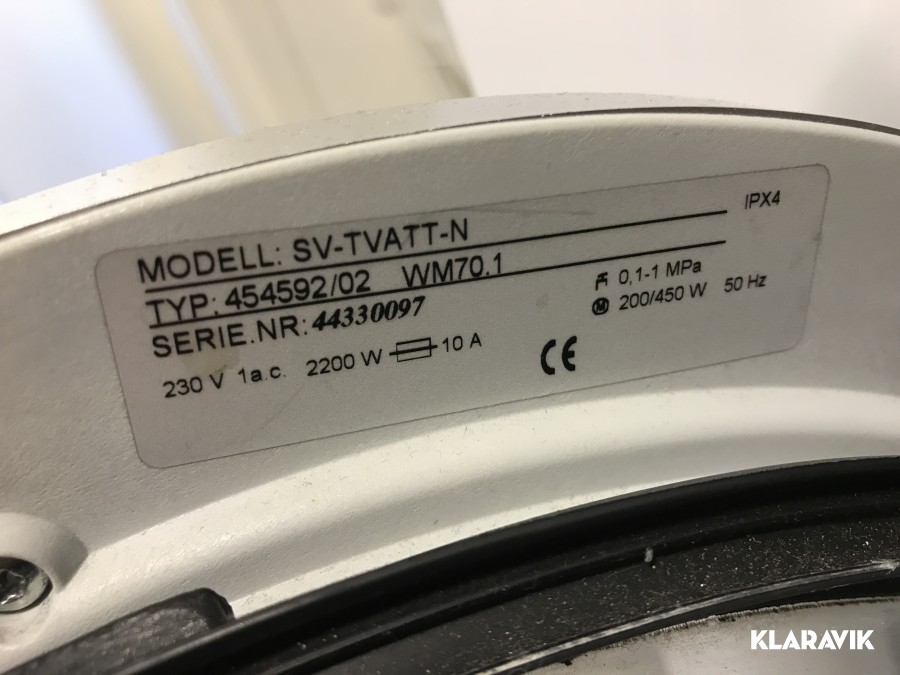 IPX4
MODELL: SV-TVATT-N
TYP: 454592/02 WM70.1
0,1-1 MPa
SERIE.NR: 44330097
M 200/450 W 50 Hz
230 V 1a.c. 2200 W 10 A
CE
KLARAVIK